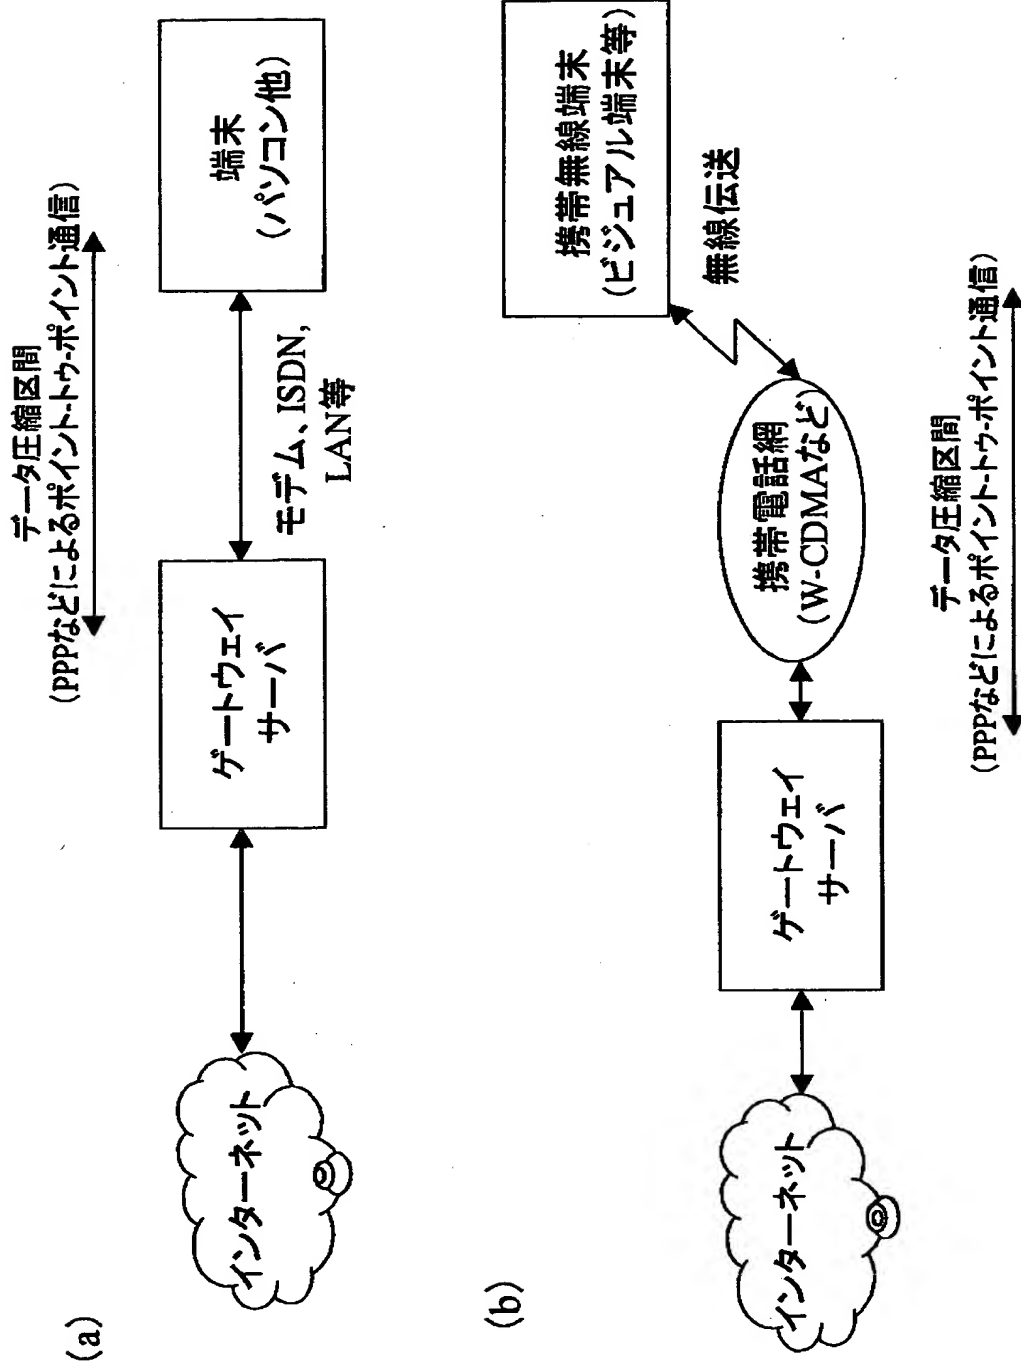 (a)
データ圧縮区間
(PPPなどによるポイント-トゥ-ポイント通信)
インターネット
ゲートウェイ
サーバ
モデム、ISDN,
LAN等
端末
(パソコン他)
(b)
インターネット
ゲートウェイ
サーバ
携帯電話網
(W-CDMAなど)
無線伝送
携帯無線端末
(ビジュアル端末等)
データ圧縮区間
(PPPなどによるポイント-トゥ-ポイント通信)